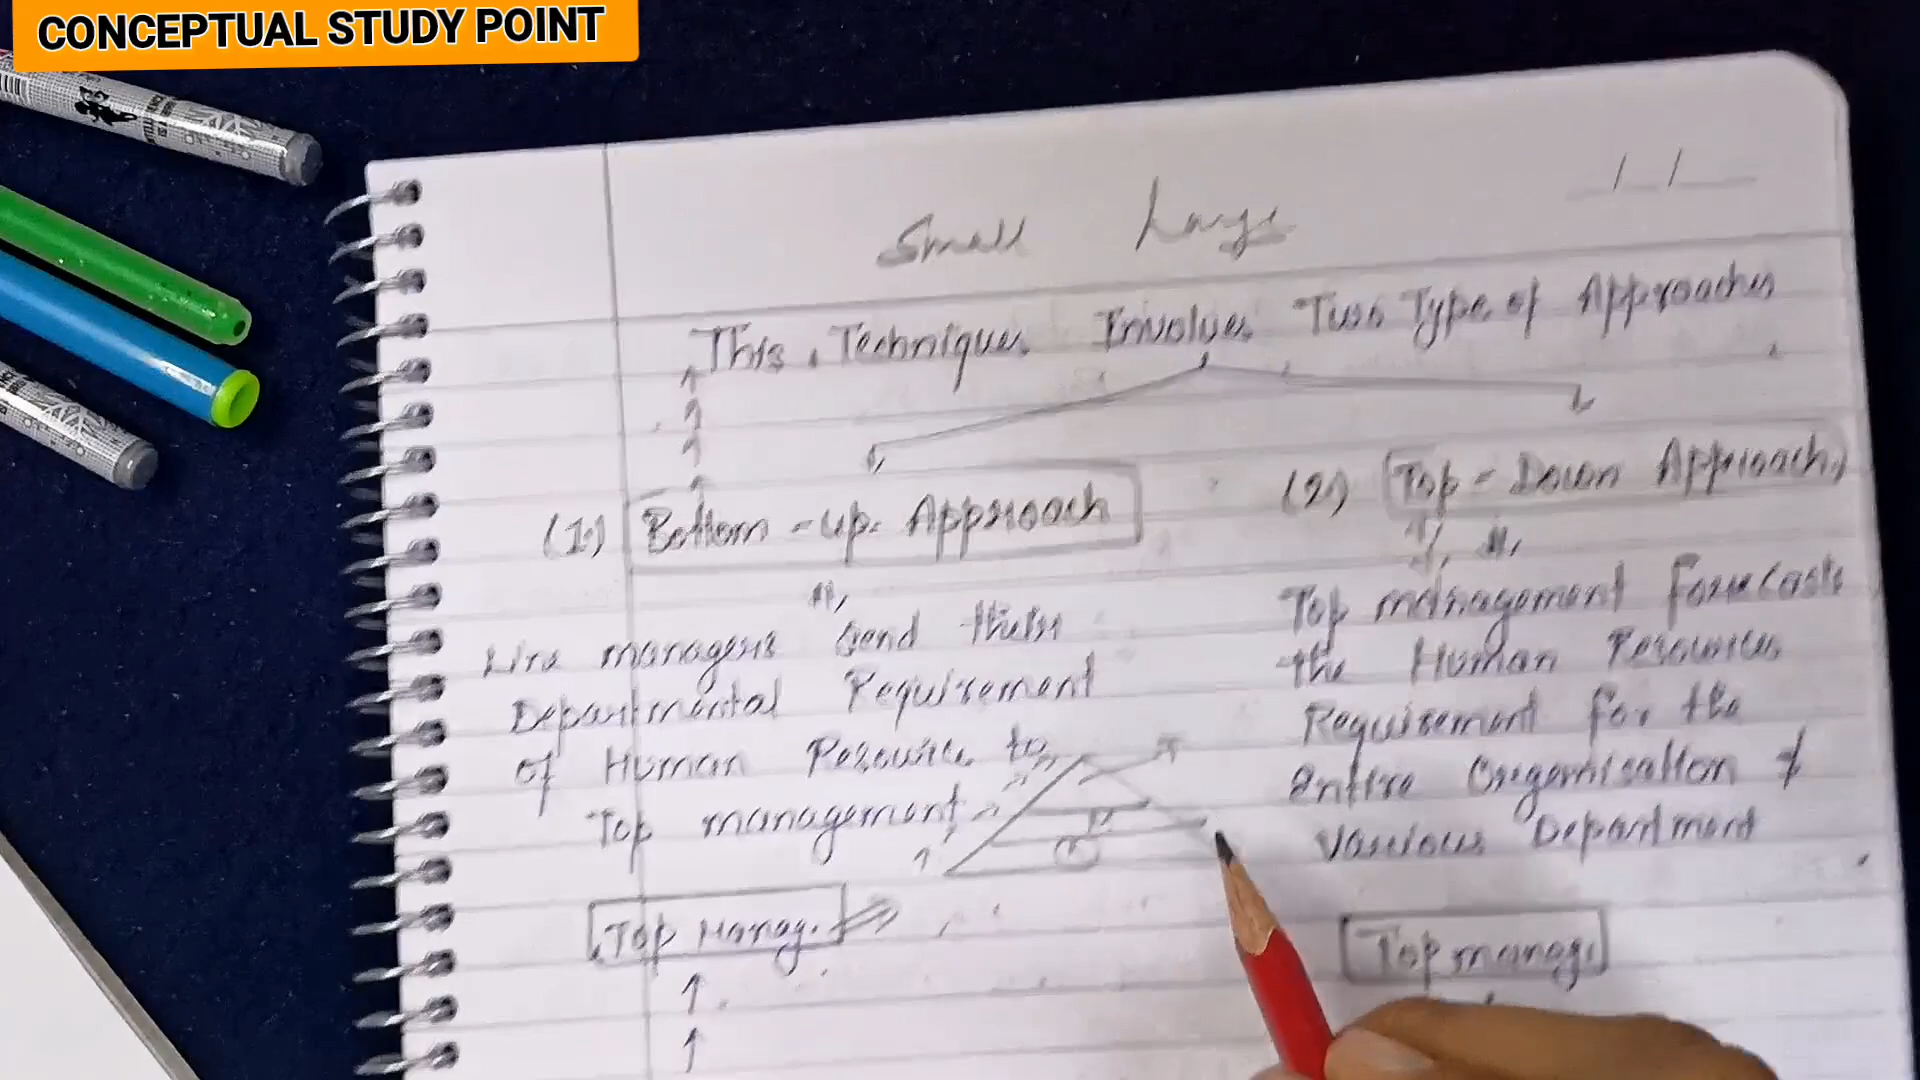 CONCEPTUAL STUDY POINT
Small Large
This Technique Involves Two Type of Approaches
(1.) Bottom-up Approach
Line managers Send their
Departmental Requirement
of Human Resource to
Top management
Top Manag.
(2.) Top-Down Approach
Top management forecasts
the Human Resources
Requirement for the
entire Organisation &
Various Department
Top manag.